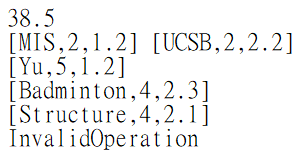 38.5
[MIS,2,1.2] [UCSB,2,2.2]
[Yu,5,1.2]
[Badminton,4,2.3]
[Structure,4,2.1]
InvalidOperation